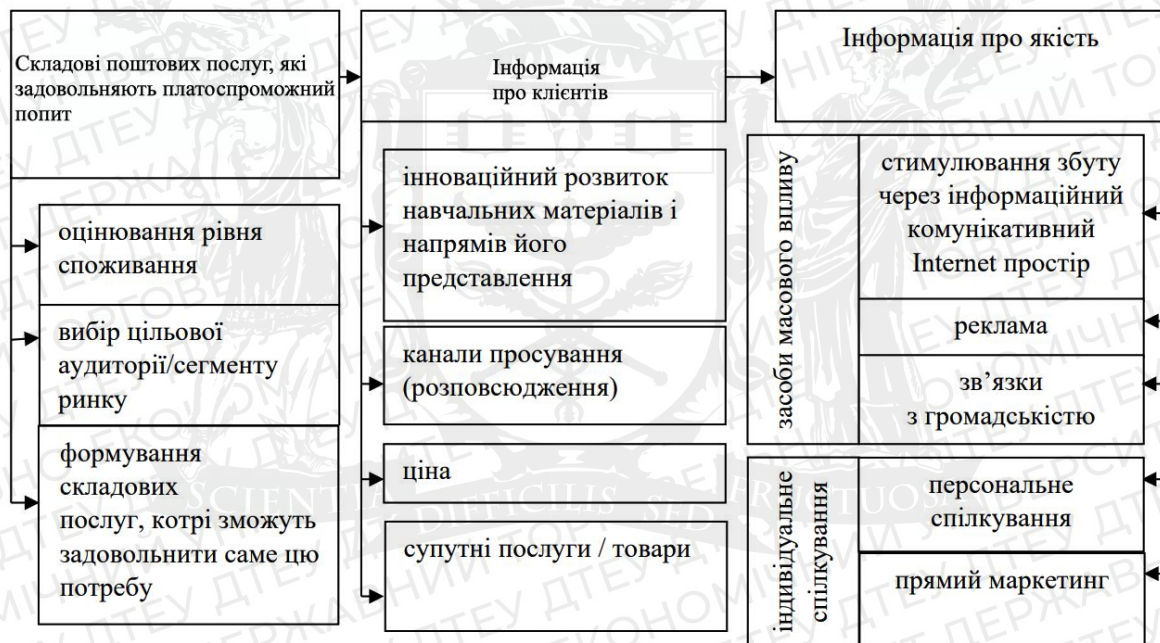 Складові поштових послуг, які
задовольняють платоспроможний
попит
оцінювання рівня
споживання
вибір цільової
аудиторії/сегменту
ринку
формування
складових
послуг, котрі зможуть
задовольнити саме цю
потребу
Інформація
про клієнтів
інноваційний розвиток
навчальних матеріалів і
напрямів його
представлення
канали просування
(розповсюдження)
ціна
супутні послуги / товари
Інформація про якість
засоби масового впливу
стимулювання збуту
через інформаційний
комунікативний
Internet простір
реклама
зв’язки
з громадськістю
індивідуальне
спілкування
персональне
спілкування
прямий маркетинг